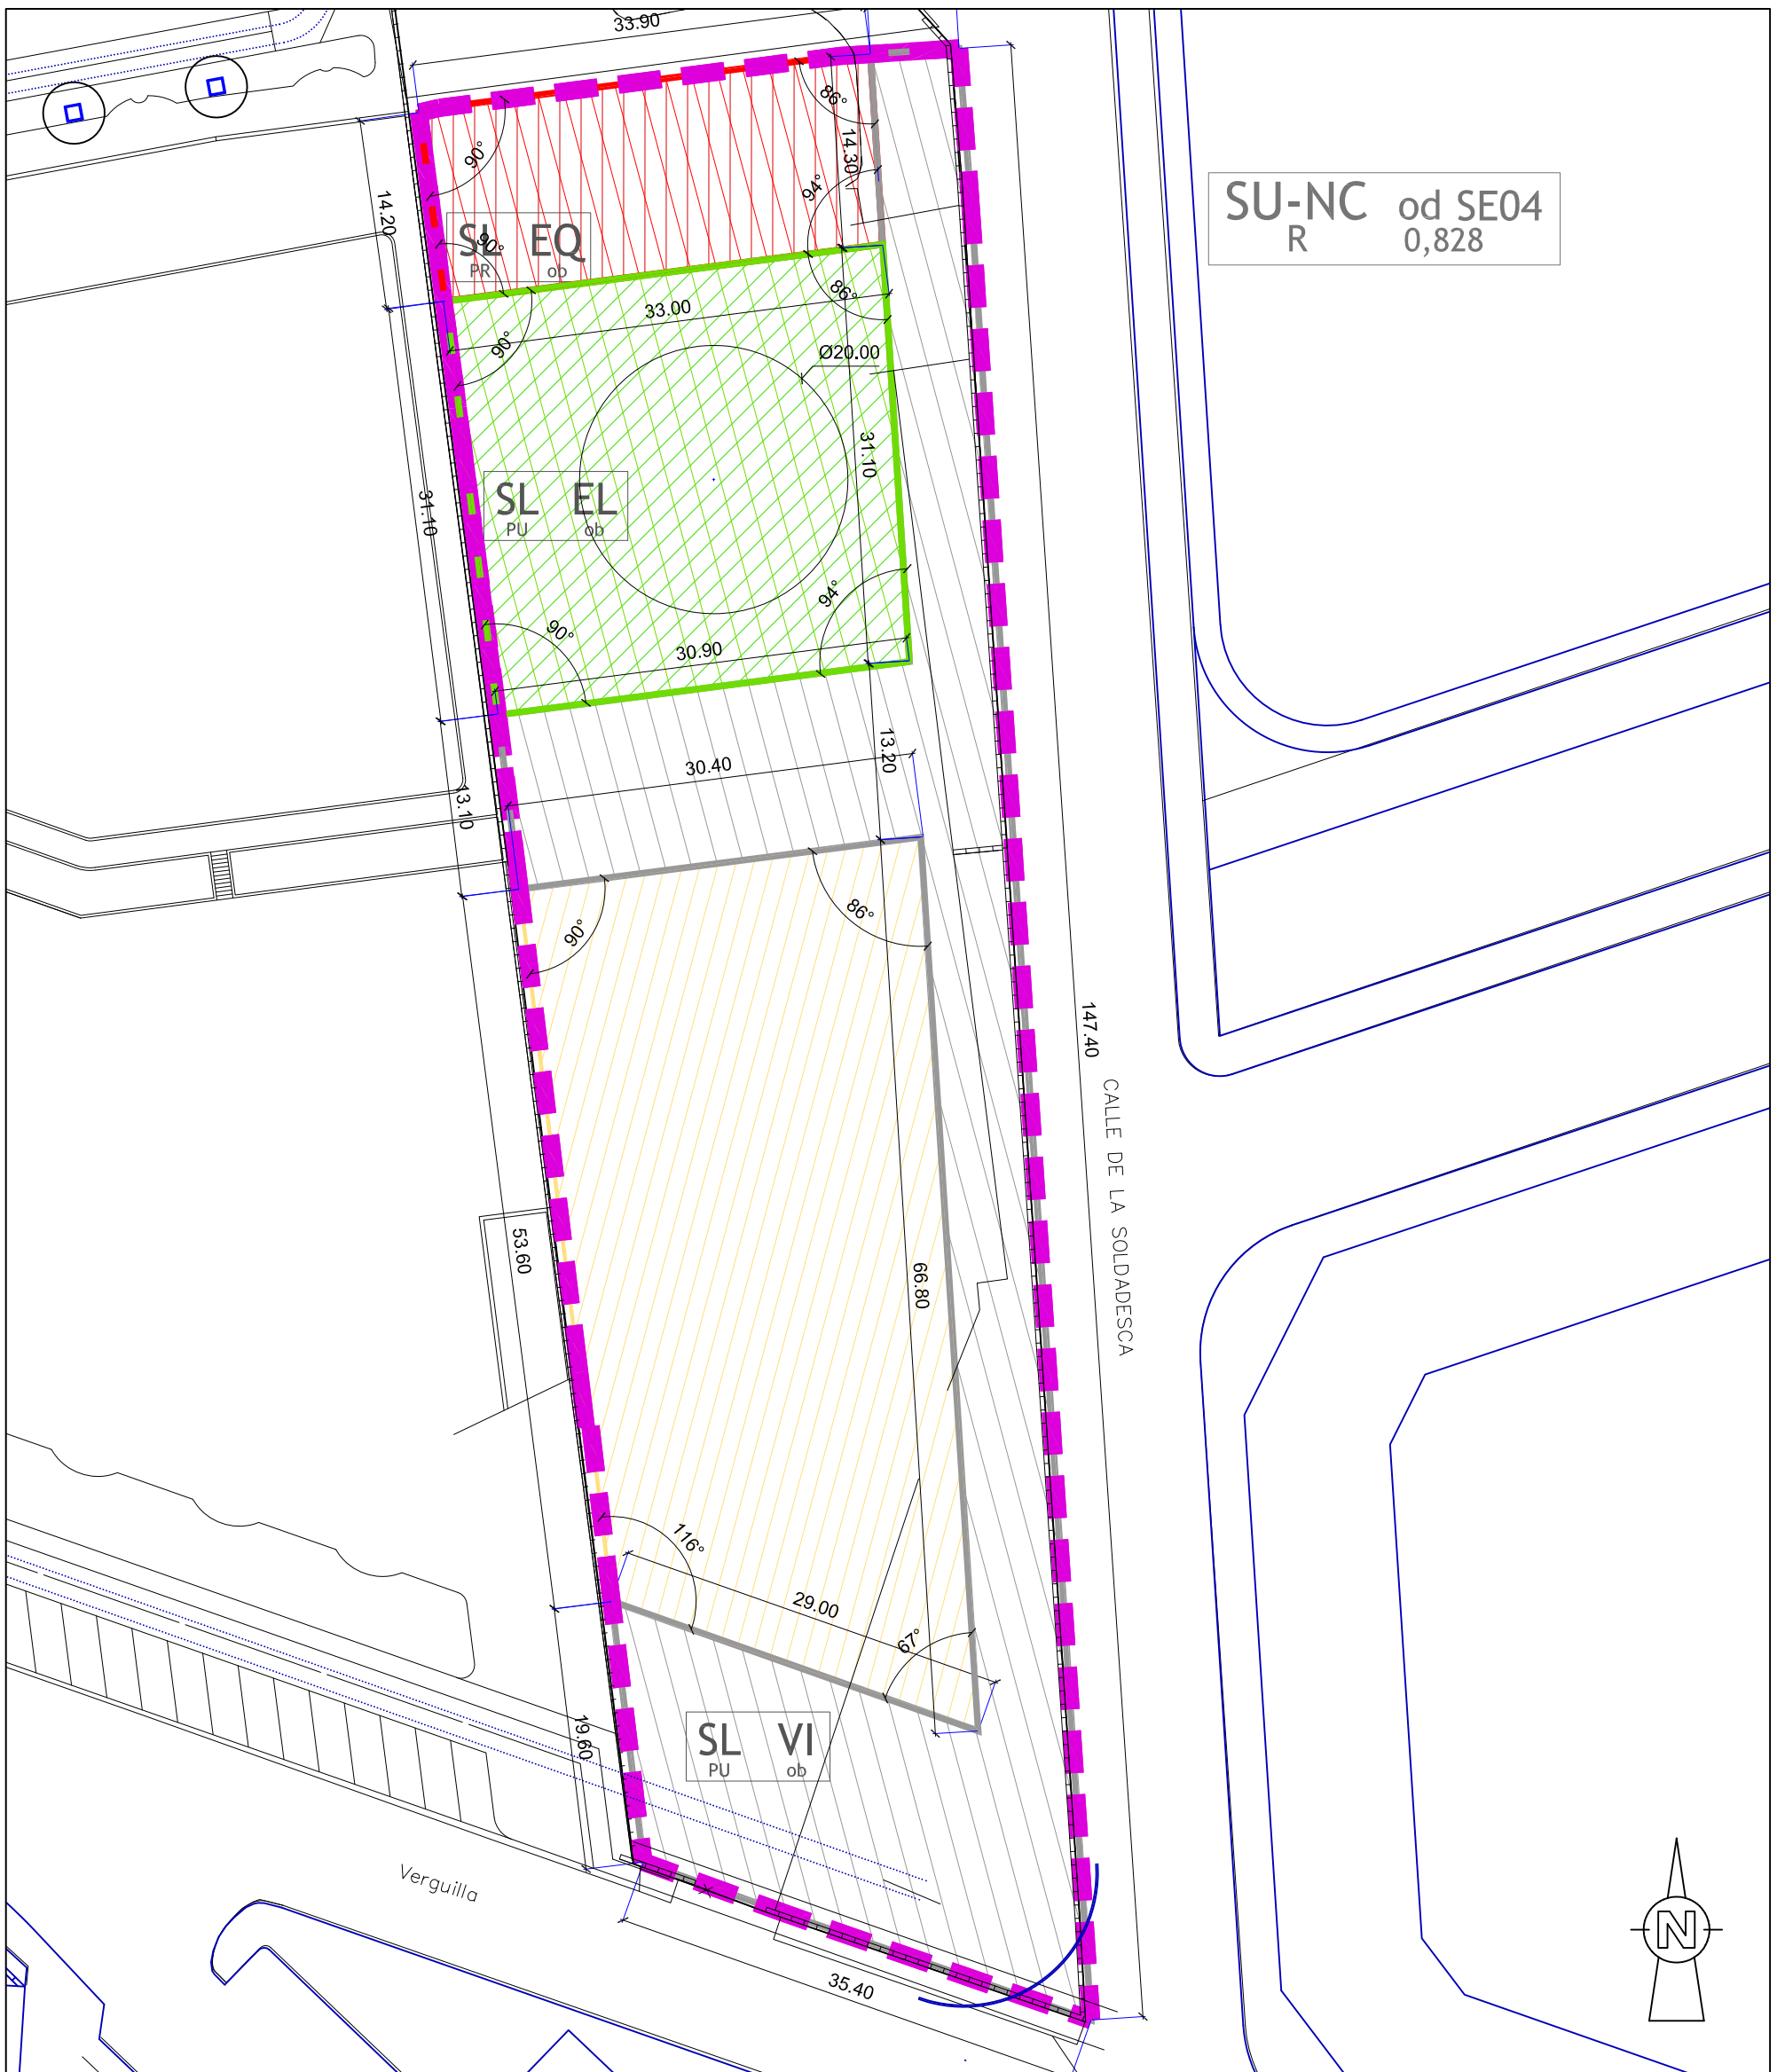 33.90
86°
14.30
90°
94°
SU-NC od SE04
R 0,828
14.20
SL EQ
PR ob
90°
86°
33.00
90°
Ø20.00
31.10
31.10
SL EL
PU ob
94°
90°
30.90
13.20
30.40
13.10
86°
90°
147.40
CALLE DE LA SOLDADESCA
53.60
66.80
116°
29.00
67°
19.60
SL VI
PU ob
Verguilla
35.40
N